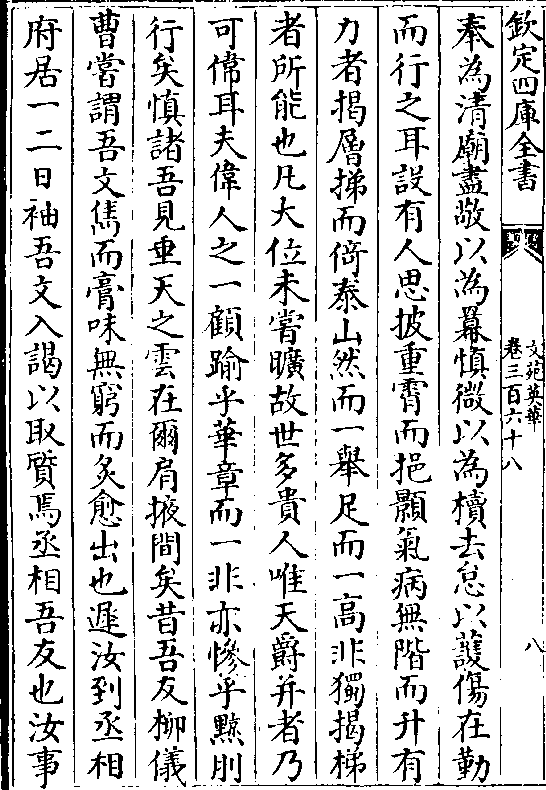 欽定四庫全書
文苑英華
卷三百六十八
八
奉為清廟盡敬以為冪慎微以為櫝去怠以䕶傷在勤
而行之耳設有人思披重霄而挹顥氣病無階而升有
力者揭層梯而倚泰山然而一舉足而一高非獨揭梯
者所能也凡大位未嘗曠故世多貴人唯天爵并者乃
可偉耳夫偉人之一顧踰乎華章而一非亦慘乎黥刖
行矣慎諸吾見垂天之雲在爾肩掖間矣昔吾友柳儀
曹嘗謂吾文雋而膏味無窮而炙愈出也遲汝到丞相
府居一二日袖吾文入謁以取質焉丞相吾友也汝事